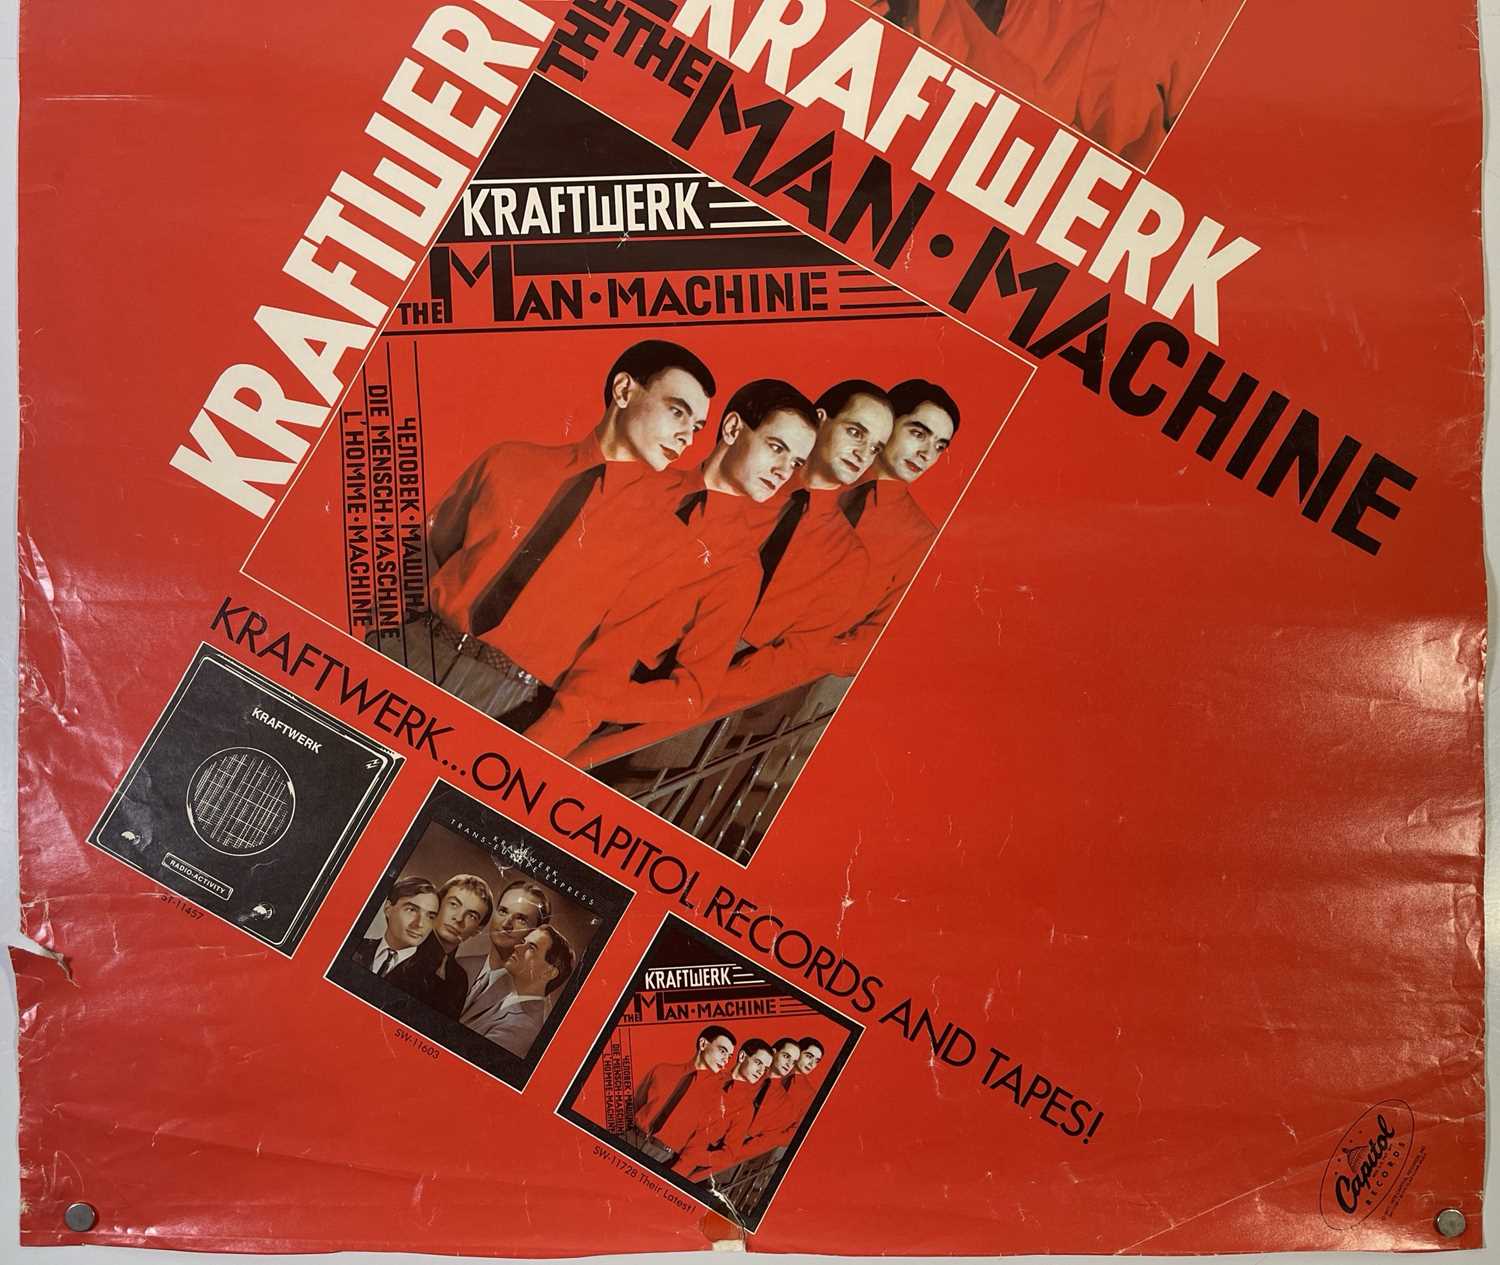 KRAFTWERK
THE
KRAFTWERK
THE MAN·MACHINE
KRAFTWERK
THE MAN·MACHINE
ЧЕЛОВЕК·МАШИНА
DIE MENSCH·MASCHINE
L'HOMME·MACHINE
KRAFTWERK...ON CAPITOL RECORDS AND TAPES!
KRAFTWERK
RADIO-ACTIVITY
ST-11457
KRAFTWERK
TRANS-EUROPE EXPRESS
SW-11603
KRAFTWERK
THE MAN·MACHINE
ЧЕЛОВЕК·МАШИНА
DIE MENSCH·MASCHINE
L'HOMME·MACHINE
SW-11728 Their Latest!
Capitol
RECORDS